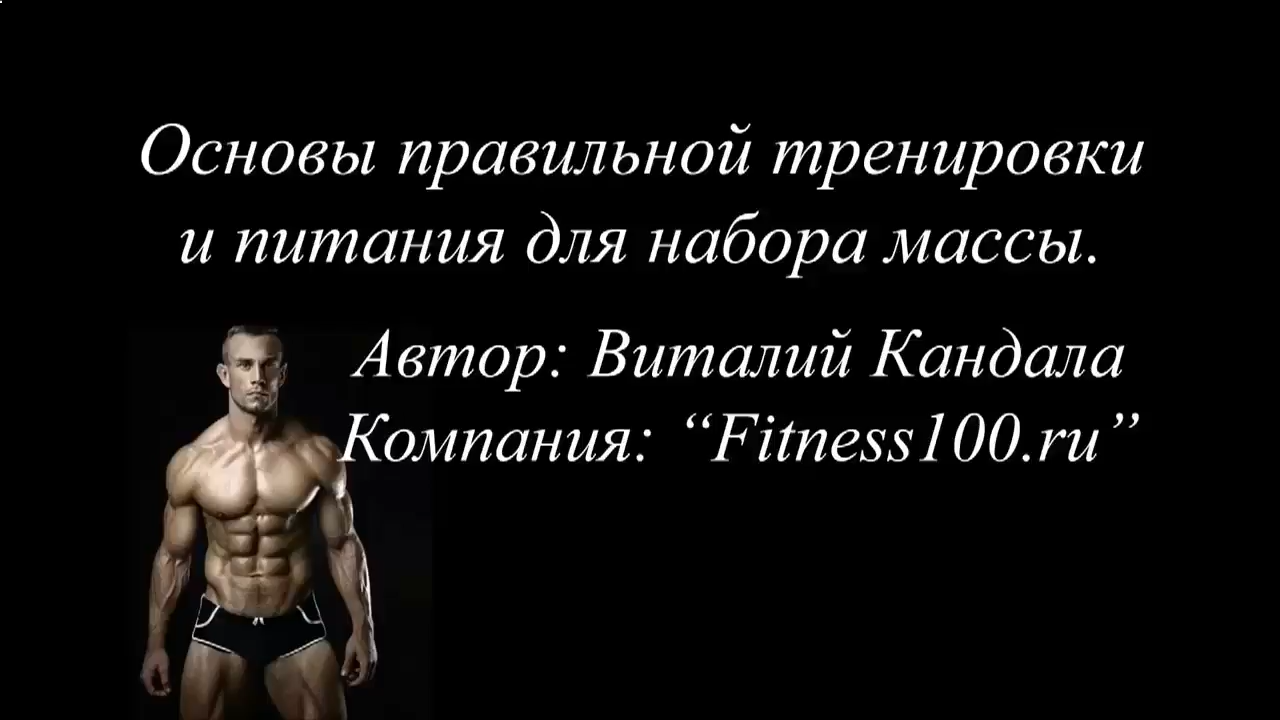 Основы правильной тренировки
и питания для набора массы.
Автор: Виталий Кандала
Компания: “Fitness100.ru”